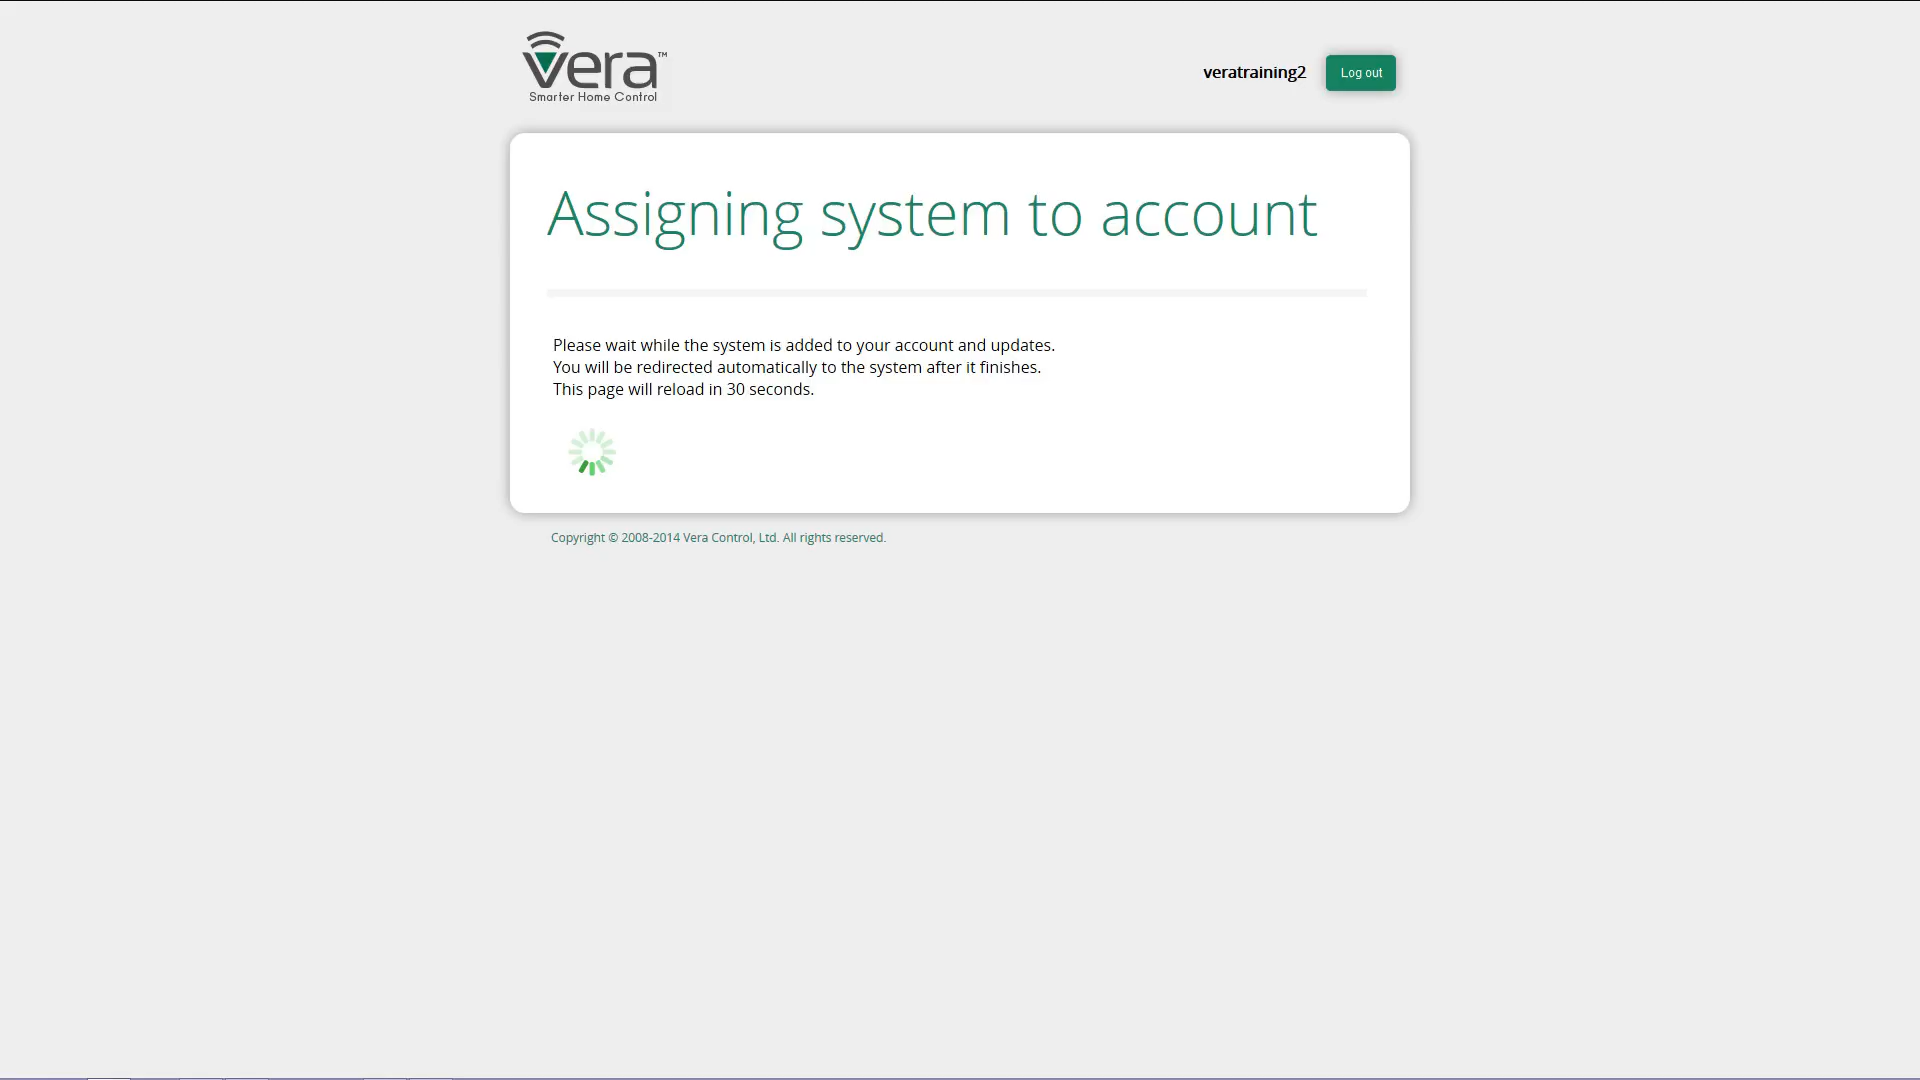 vera™
Smarter Home Control
veratraining2
Log out
Assigning system to account
Please wait while the system is added to your account and updates.
You will be redirected automatically to the system after it finishes.
This page will reload in 30 seconds.
Copyright © 2008-2014 Vera Control, Ltd. All rights reserved.